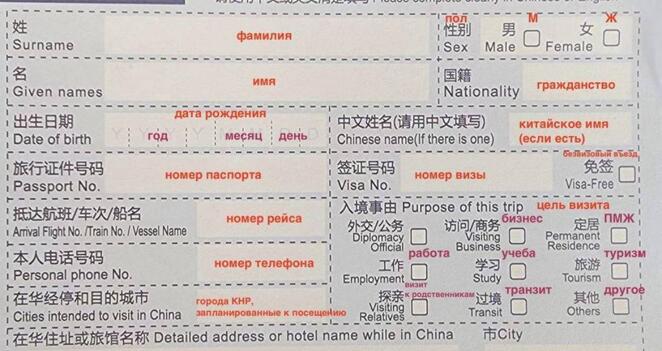 Please complete clearly in Chinese or English
姓 фамилия 性别 пол 男 М 女 Ж
Surname Sex Male Female
名 имя 国籍 гражданство
Given names Nationality
出生日期 дата рождения 中文姓名(请用中文填写) китайское имя
Date of birth год месяц день Chinese name(If there is one) (если есть)
旅行证件号码 номер паспорта 签证号码 номер визы безвизовый въезд 免签
Passport No. Visa No. Visa-Free
抵达航班/车次/船名 номер рейса 入境事由 Purpose of this trip цель визита
Arrival Flight No. /Train No. / Vessel Name
外交/公务 访问/商务 бизнес 定居 ПМЖ
Diplomacy Visiting Permanent
Official Business Residence
本人电话号码 номер телефона 工作 работа 学习 учеба 旅游 туризм
Personal phone No. Employment Study Tourism
在华经停和目的城市 города КНР,
Cities intended to visit in China запланированные к посещению
探亲 визит к родственникам 过境 транзит 其他 другое
Visiting Transit Others
Relatives
在华住址或旅馆名称 Detailed address or hotel name while in China 市City